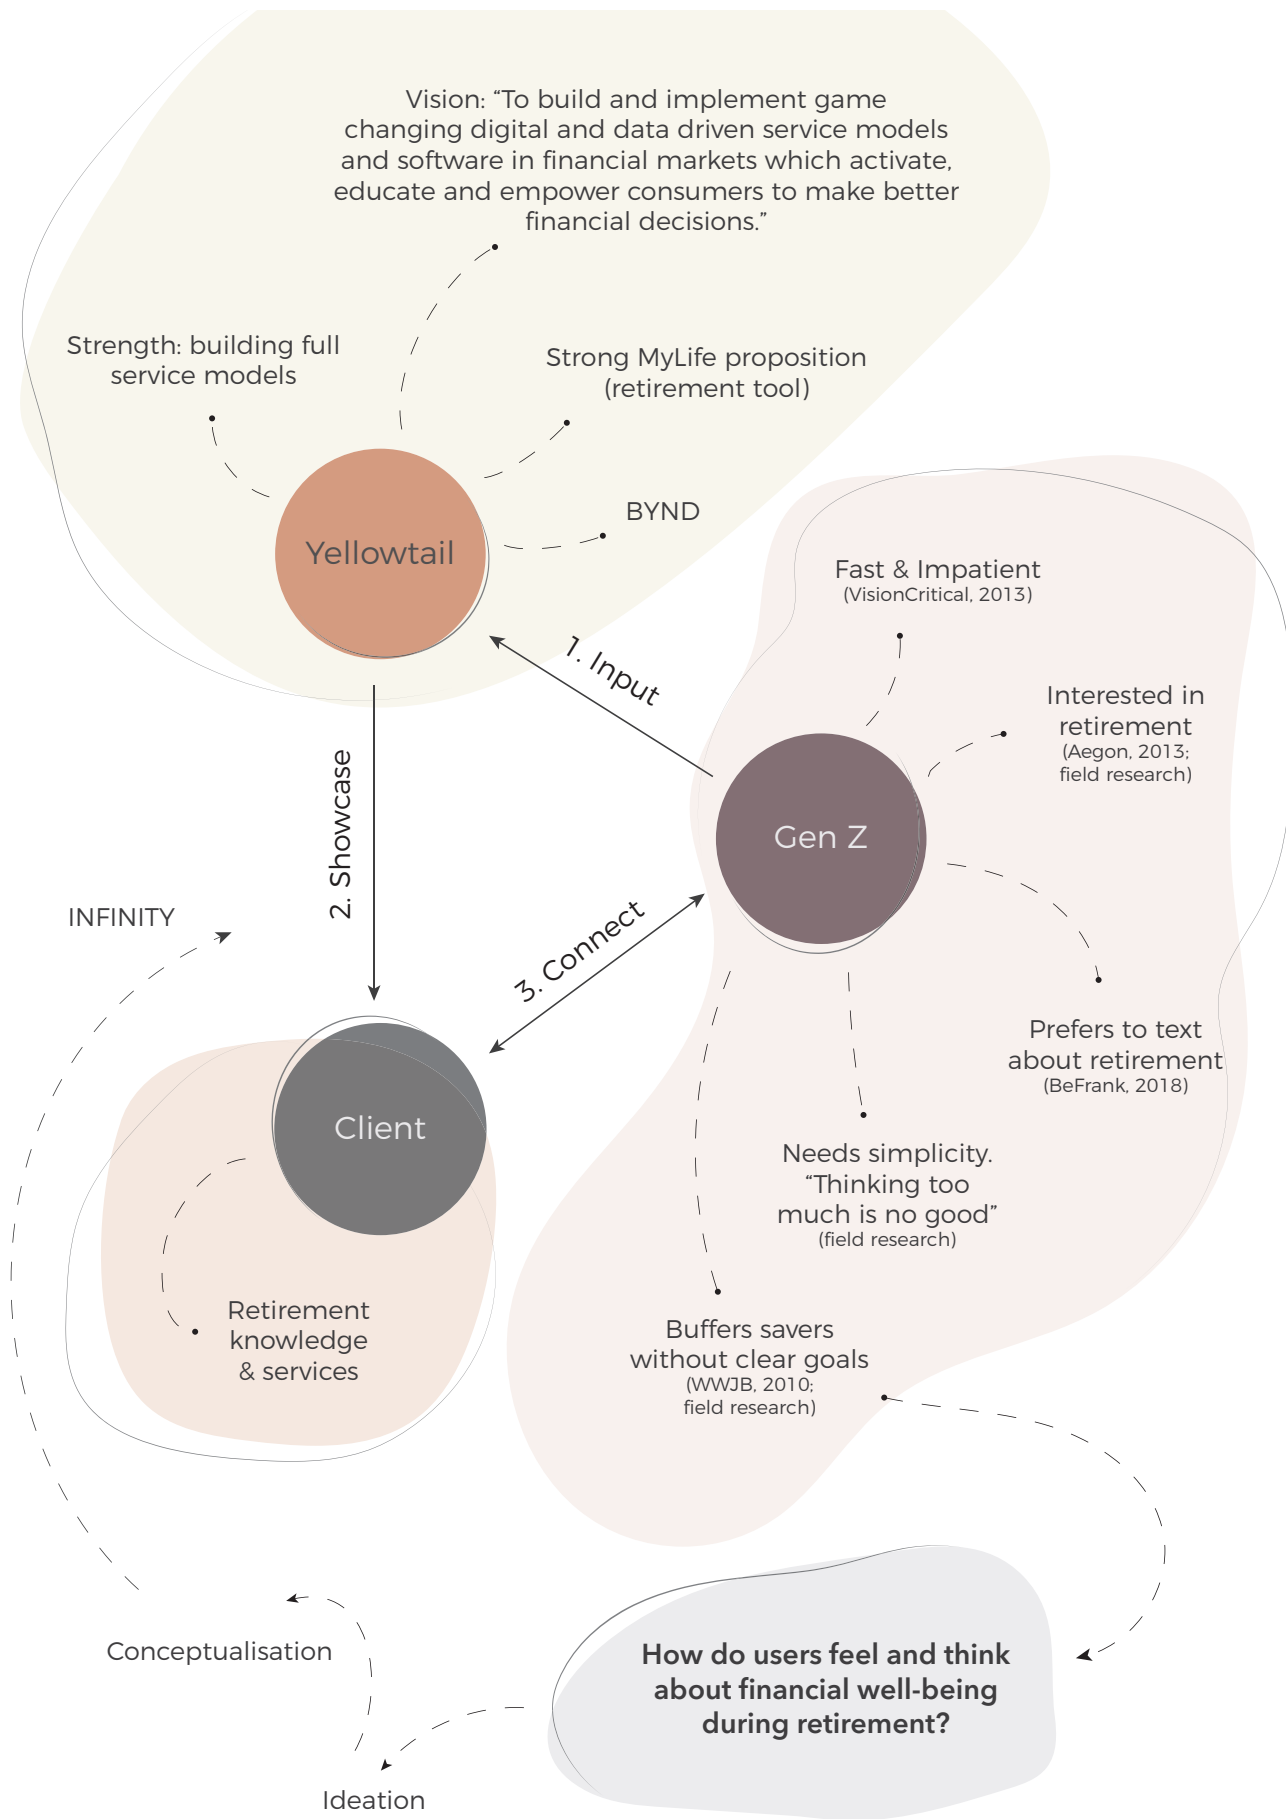 Vision: “To build and implement game
changing digital and data driven service models
and software in financial markets which activate,
educate and empower consumers to make better
financial decisions.”
Strength: building full
service models
Strong MyLife proposition
(retirement tool)
BYND
Yellowtail
Fast & Impatient
(VisionCritical, 2013)
1. Input
Interested in
retirement
(Aegon, 2013;
field research)
2. Showcase
Gen Z
INFINITY
3. Connect
Prefers to text
about retirement
(BeFrank, 2018)
Client
Needs simplicity.
“Thinking too
much is no good”
(field research)
Retirement
knowledge
& services
Buffers savers
without clear goals
(WWJB, 2010;
field research)
How do users feel and think
about financial well-being
during retirement?
Conceptualisation
Ideation